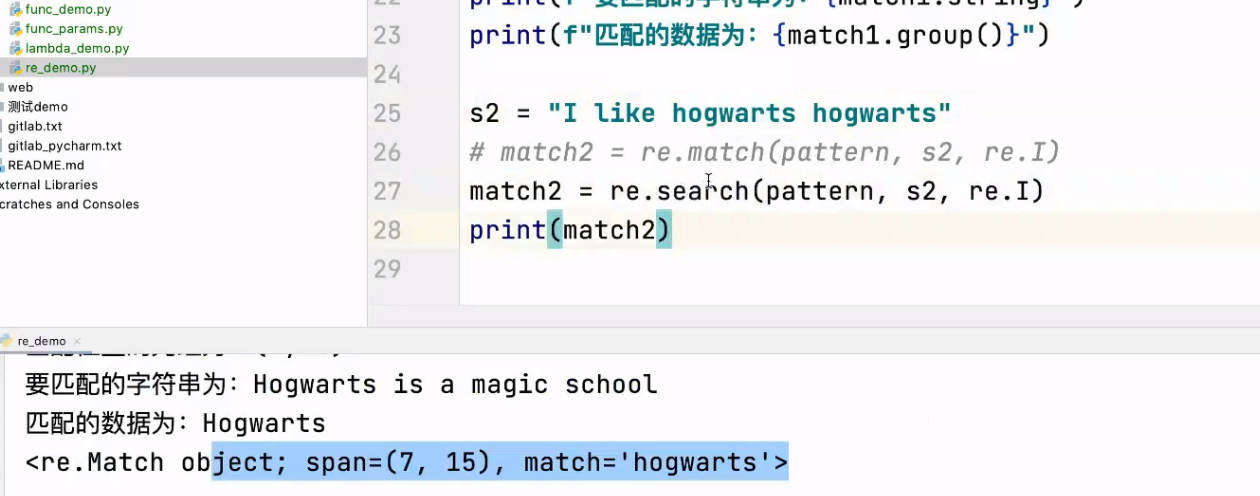 func_demo.py
func_params.py
lambda_demo.py
re_demo.py
web
测试demo
gitlab.txt
gitlab_pycharm.txt
README.md
xternal Libraries
cratches and Consoles
23 print(f"匹配的数据为：{match1.group()}")
24
25 s2 = "I like hogwarts hogwarts"
26 # match2 = re.match(pattern, s2, re.I)
27 match2 = re.search(pattern, s2, re.I)
28 print(match2)
29
re_demo ×
要匹配的字符串为：Hogwarts is a magic school
匹配的数据为：Hogwarts
<re.Match object; span=(7, 15), match='hogwarts'>